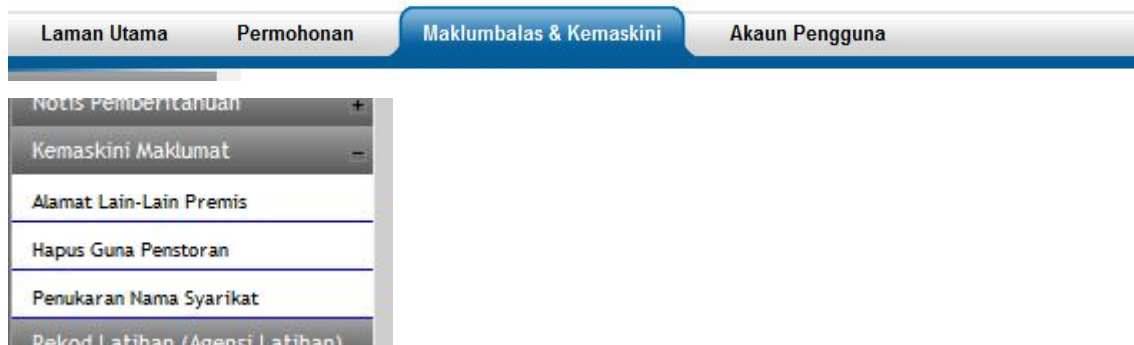 Laman Utama Permohonan Maklumbalas & Kemaskini Akaun Pengguna
Notis Pemberitahuan +
Kemaskini Maklumat -
Alamat Lain-Lain Premis
Hapus Guna Penstoran
Penukaran Nama Syarikat
Rekod Latihan (Agensi Latihan)